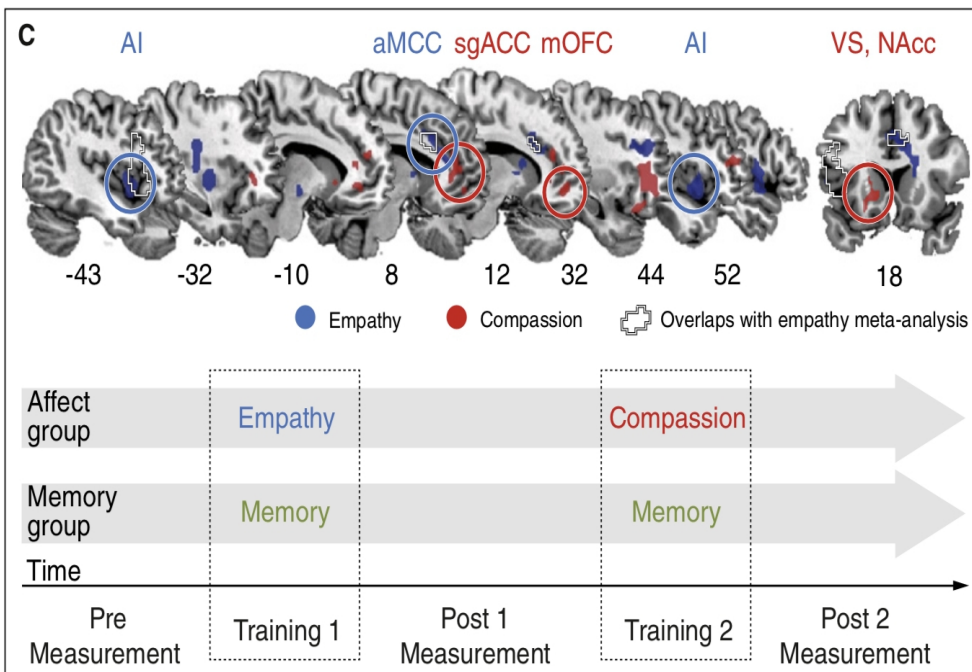 C
AI aMCC sgACC mOFC AI VS, NAcc
-43 -32 -10 8 12 32 44 52 18
Empathy Compassion Overlaps with empathy meta-analysis
Affect
group
Empathy Compassion
Memory
group
Memory Memory
Time
Pre
Measurement
Training 1
Post 1
Measurement
Training 2
Post 2
Measurement